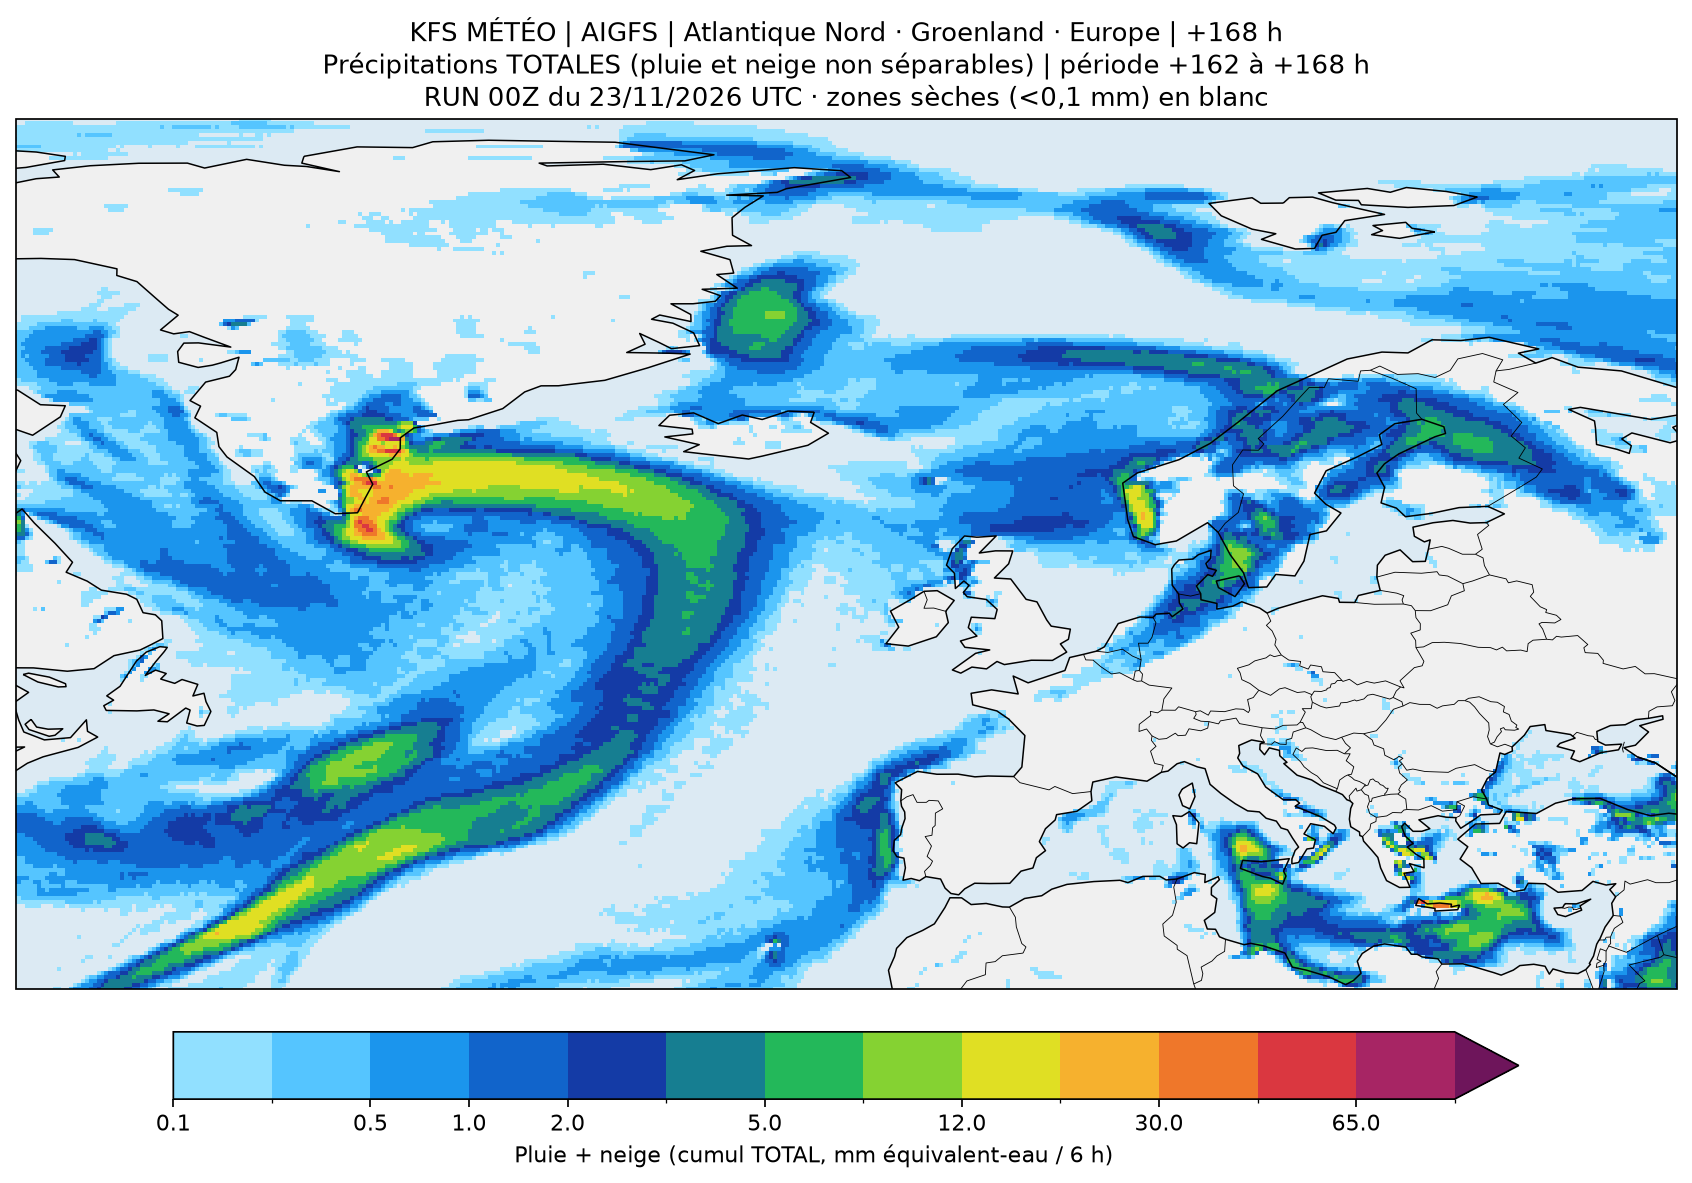 KFS MÉTÉO | AIGFS | Atlantique Nord · Groenland · Europe | +168 h
Précipitations TOTALES (pluie et neige non séparables) | période +162 à +168 h
RUN 00Z du 23/11/2026 UTC · zones sèches (<0,1 mm) en blanc
0.1 0.5 1.0 2.0 5.0 12.0 30.0 65.0
Pluie + neige (cumul TOTAL, mm équivalent-eau / 6 h)